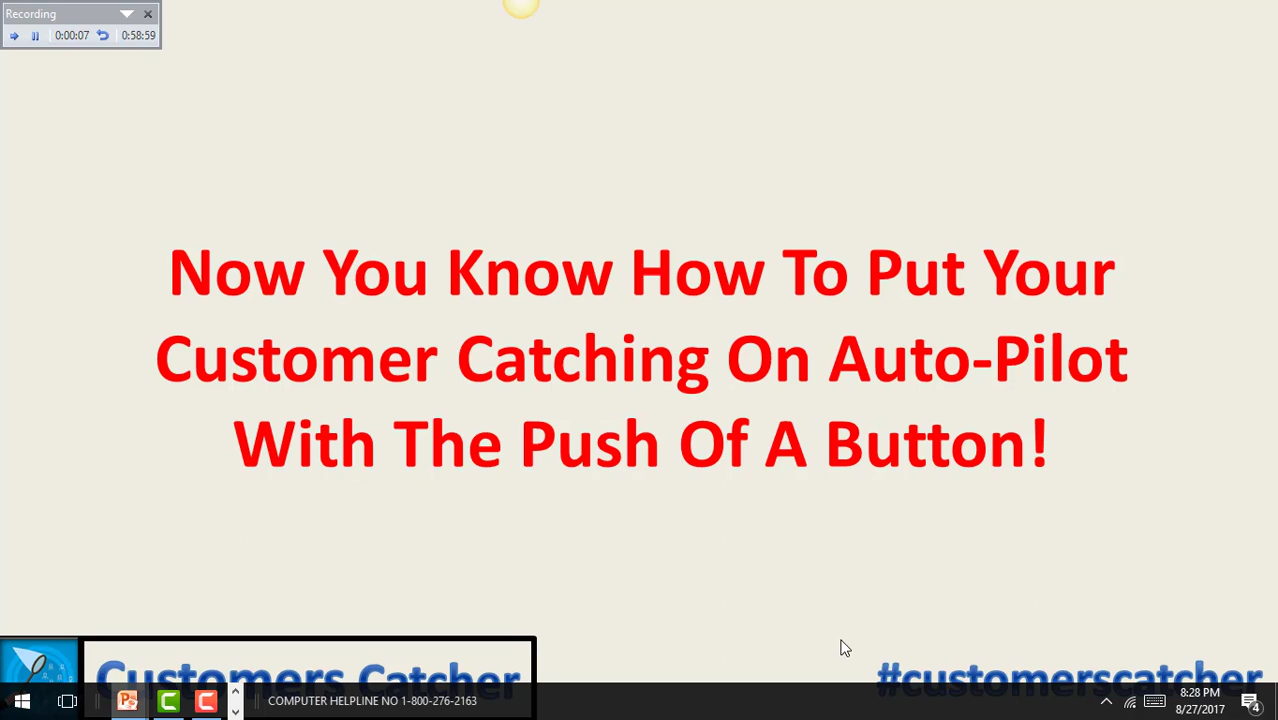 Recording
0:00:07 0:58:59
Now You Know How To Put Your
Customer Catching On Auto-Pilot
With The Push Of A Button!
Customers Catcher
#customerscatcher
COMPUTER HELPLINE NO 1-800-276-2163
8:28 PM
8/27/2017
4